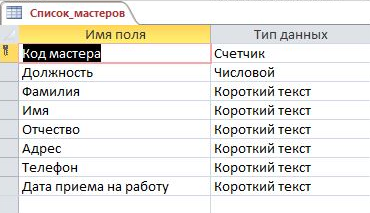 Список_мастеров
Имя поля Тип данных
Код мастера Счетчик
Должность Числовой
Фамилия Короткий текст
Имя Короткий текст
Отчество Короткий текст
Адрес Короткий текст
Телефон Короткий текст
Дата приема на работу Короткий текст